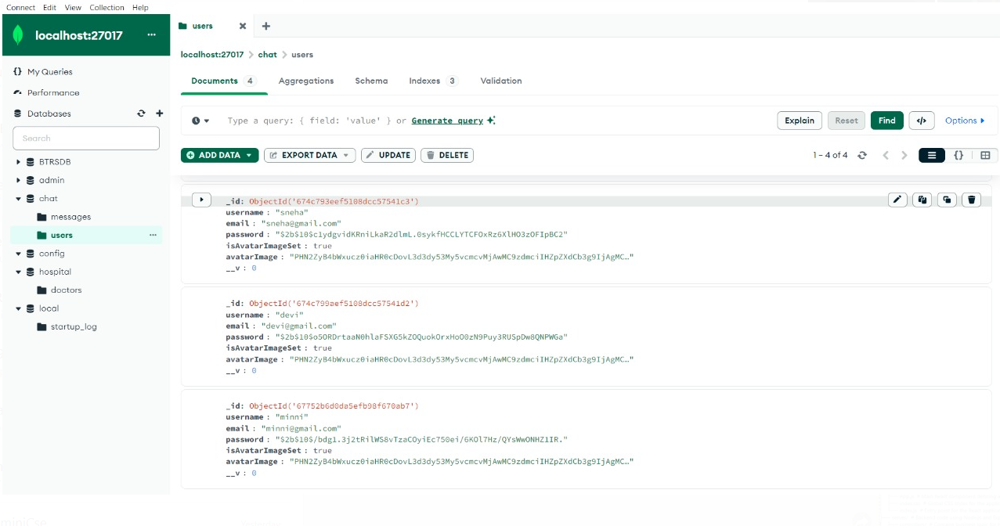 Connect Edit View Collection Help
localhost:27017 ...
users
localhost:27017 > chat > users
My Queries
Performance
Databases
Search
BTRSDB
admin
chat
messages
users ...
config
hospital
doctors
local
startup_log
Documents 4 Aggregations Schema Indexes 3 Validation
Type a query: { field: 'value' } or Generate query
Explain Reset Find </> Options
ADD DATA EXPORT DATA UPDATE DELETE
1 – 4 of 4 {}
_id: ObjectId('674c793eef5108dcc57541c3')
username : "sneha"
email : "sneha@gmail.com"
password : "$2b$10$c1ydgvidKRniLkaR2dlmL.0sykfHCCLYTCFOxRz6XlHO3zOFIpBC2"
isAvatarImageSet : true
avatarImage : "PHN2ZyB4bWxucz0iaHR0cDovL3d3dy53My5vcmcvMjAwMC9zdmciIHZpZXdCb3g9IjAgMC…"
__v : 0
_id: ObjectId('674c799aef5108dcc57541d2')
username : "devi"
email : "devi@gmail.com"
password : "$2b$10$o5ORDrtaaN0hlaFSXG5kZOQuokOrxHoO0zN9Puy3RUSpDw8QNPWGa"
isAvatarImageSet : true
avatarImage : "PHN2ZyB4bWxucz0iaHR0cDovL3d3dy53My5vcmcvMjAwMC9zdmciIHZpZXdCb3g9IjAgMC…"
__v : 0
_id: ObjectId('67752b6d0da5efb98f670ab7')
username : "minni"
email : "minni@gmail.com"
password : "$2b$10$/bdg1.3j2tRilWS8vTzaCOyiEc750ei/6KOl7Hz/QYsWwONHZ1IR."
isAvatarImageSet : true
avatarImage : "PHN2ZyB4bWxucz0iaHR0cDovL3d3dy53My5vcmcvMjAwMC9zdmciIHZpZXdCb3g9IjAgMC…"
__v : 0